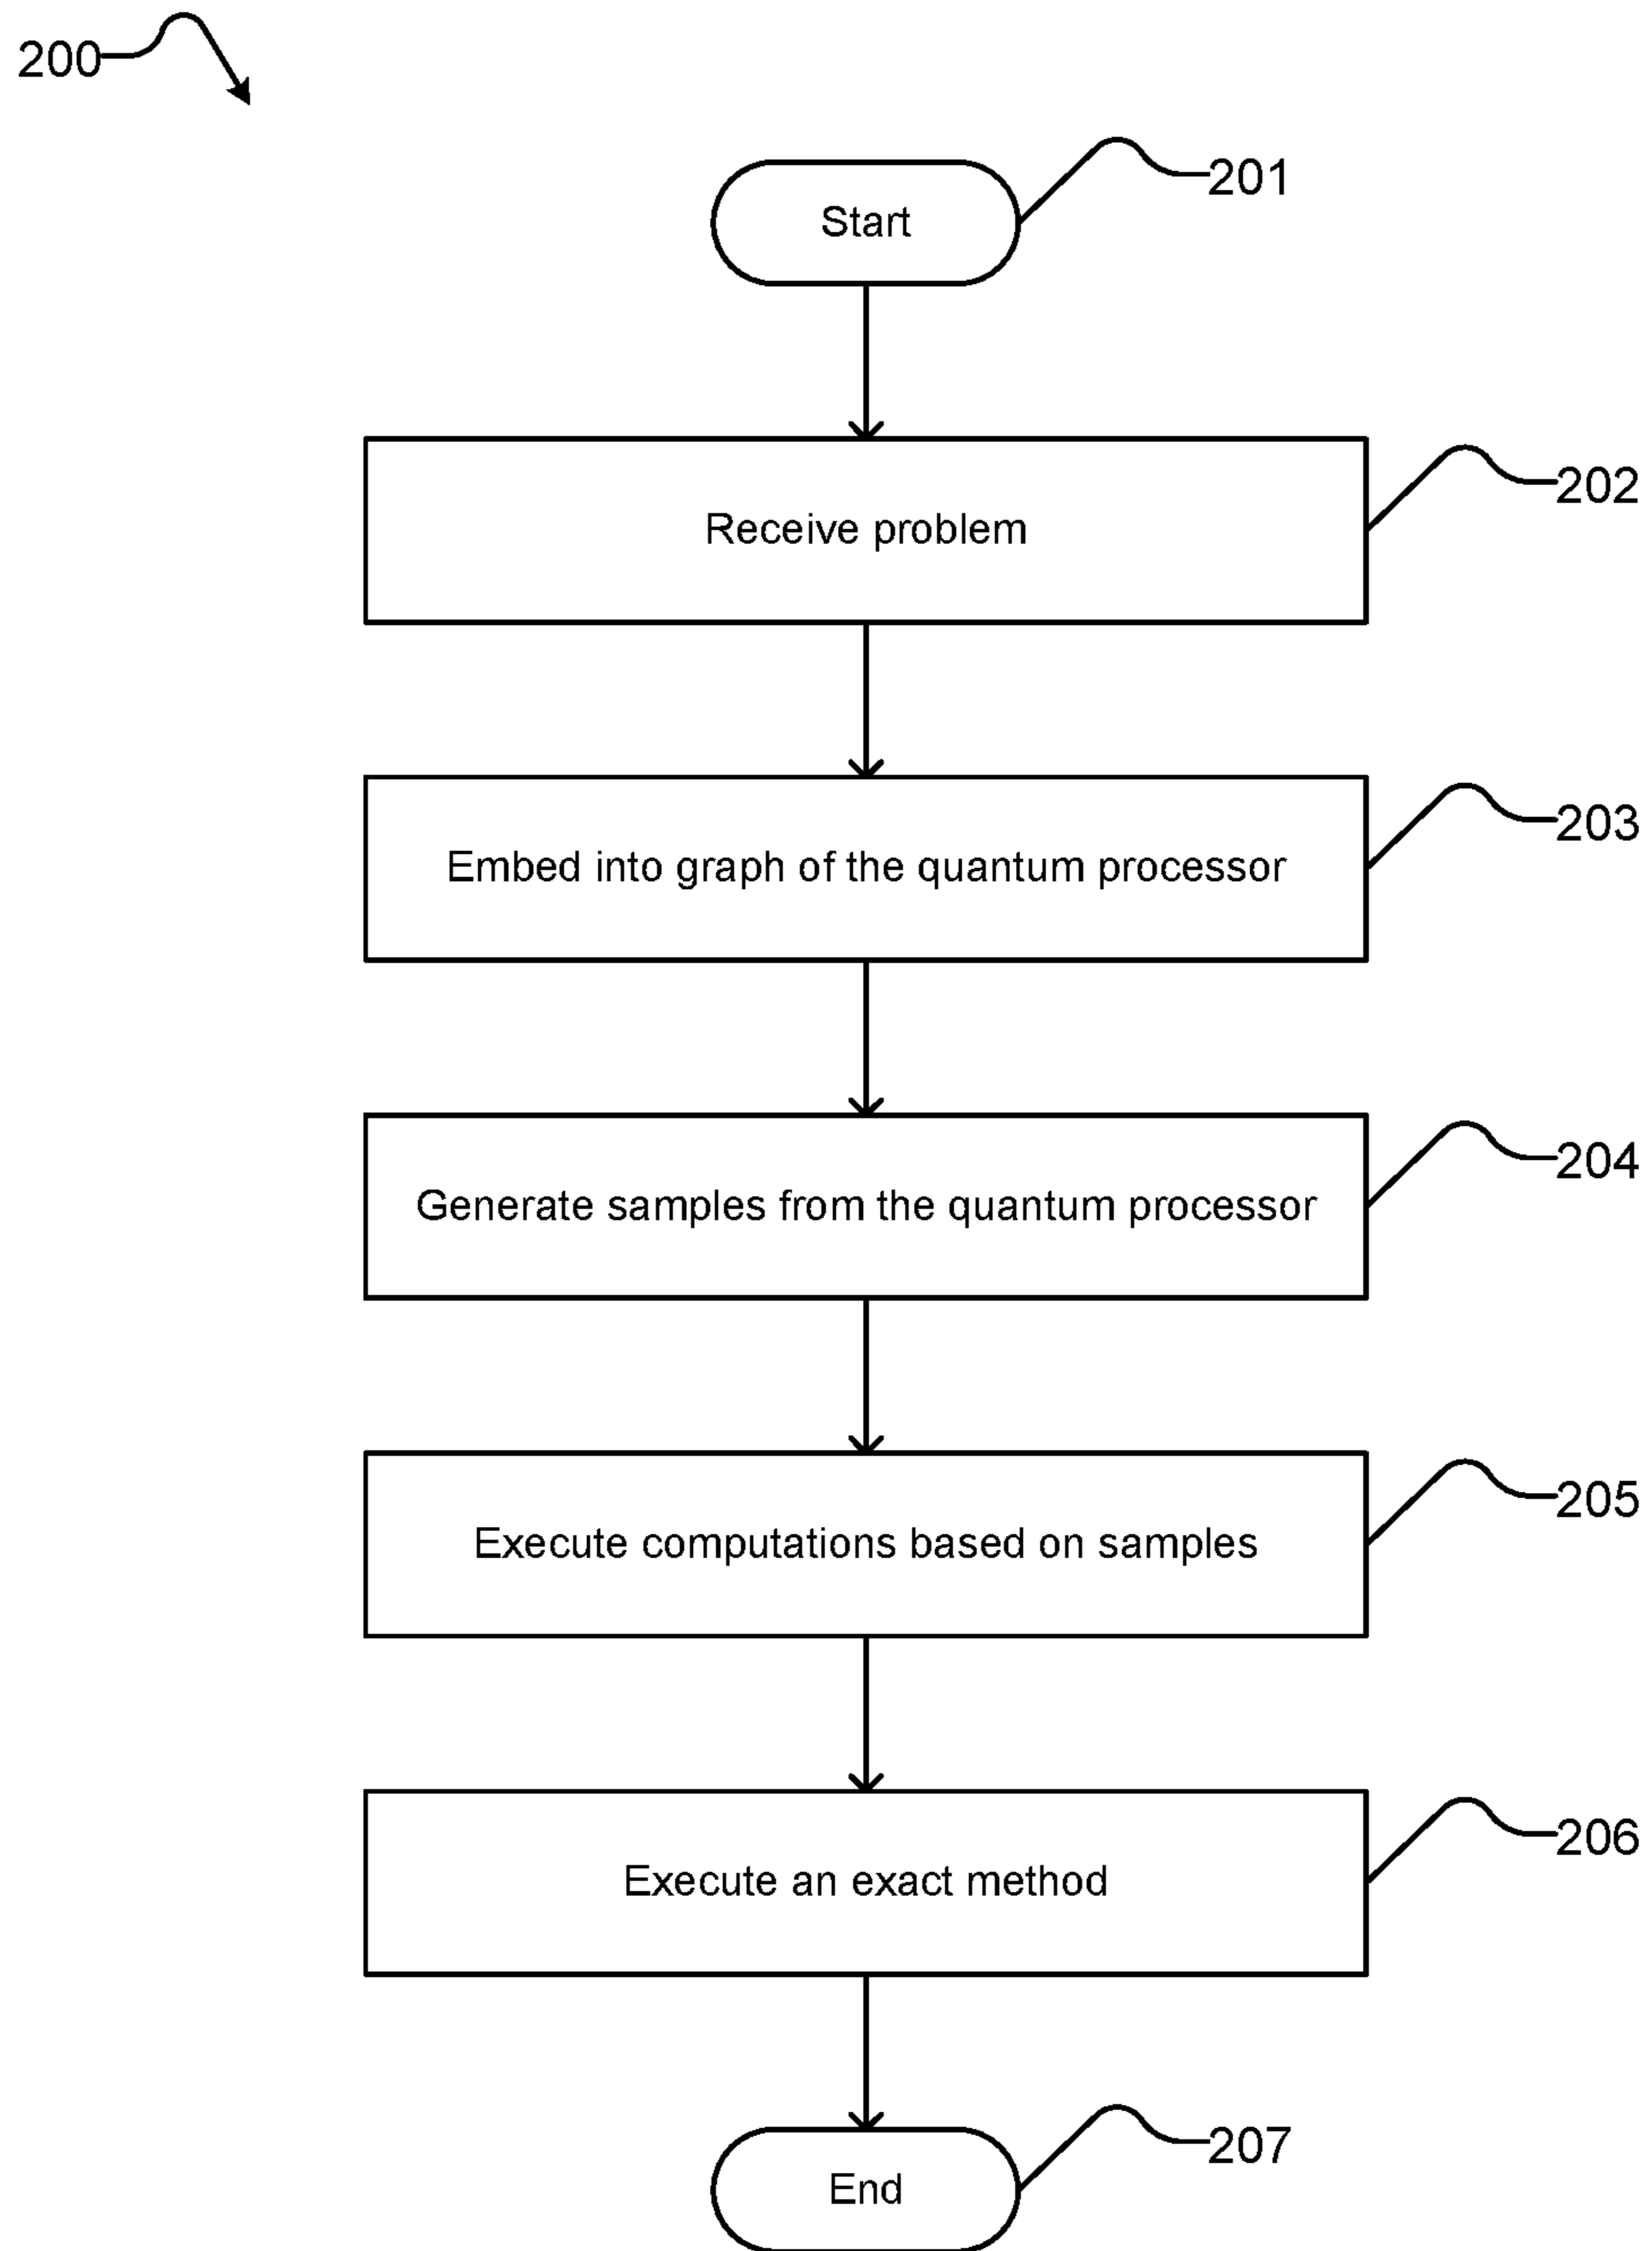 200
201
Start
202
Receive problem
203
Embed into graph of the quantum processor
204
Generate samples from the quantum processor
205
Execute computations based on samples
206
Execute an exact method
207
End